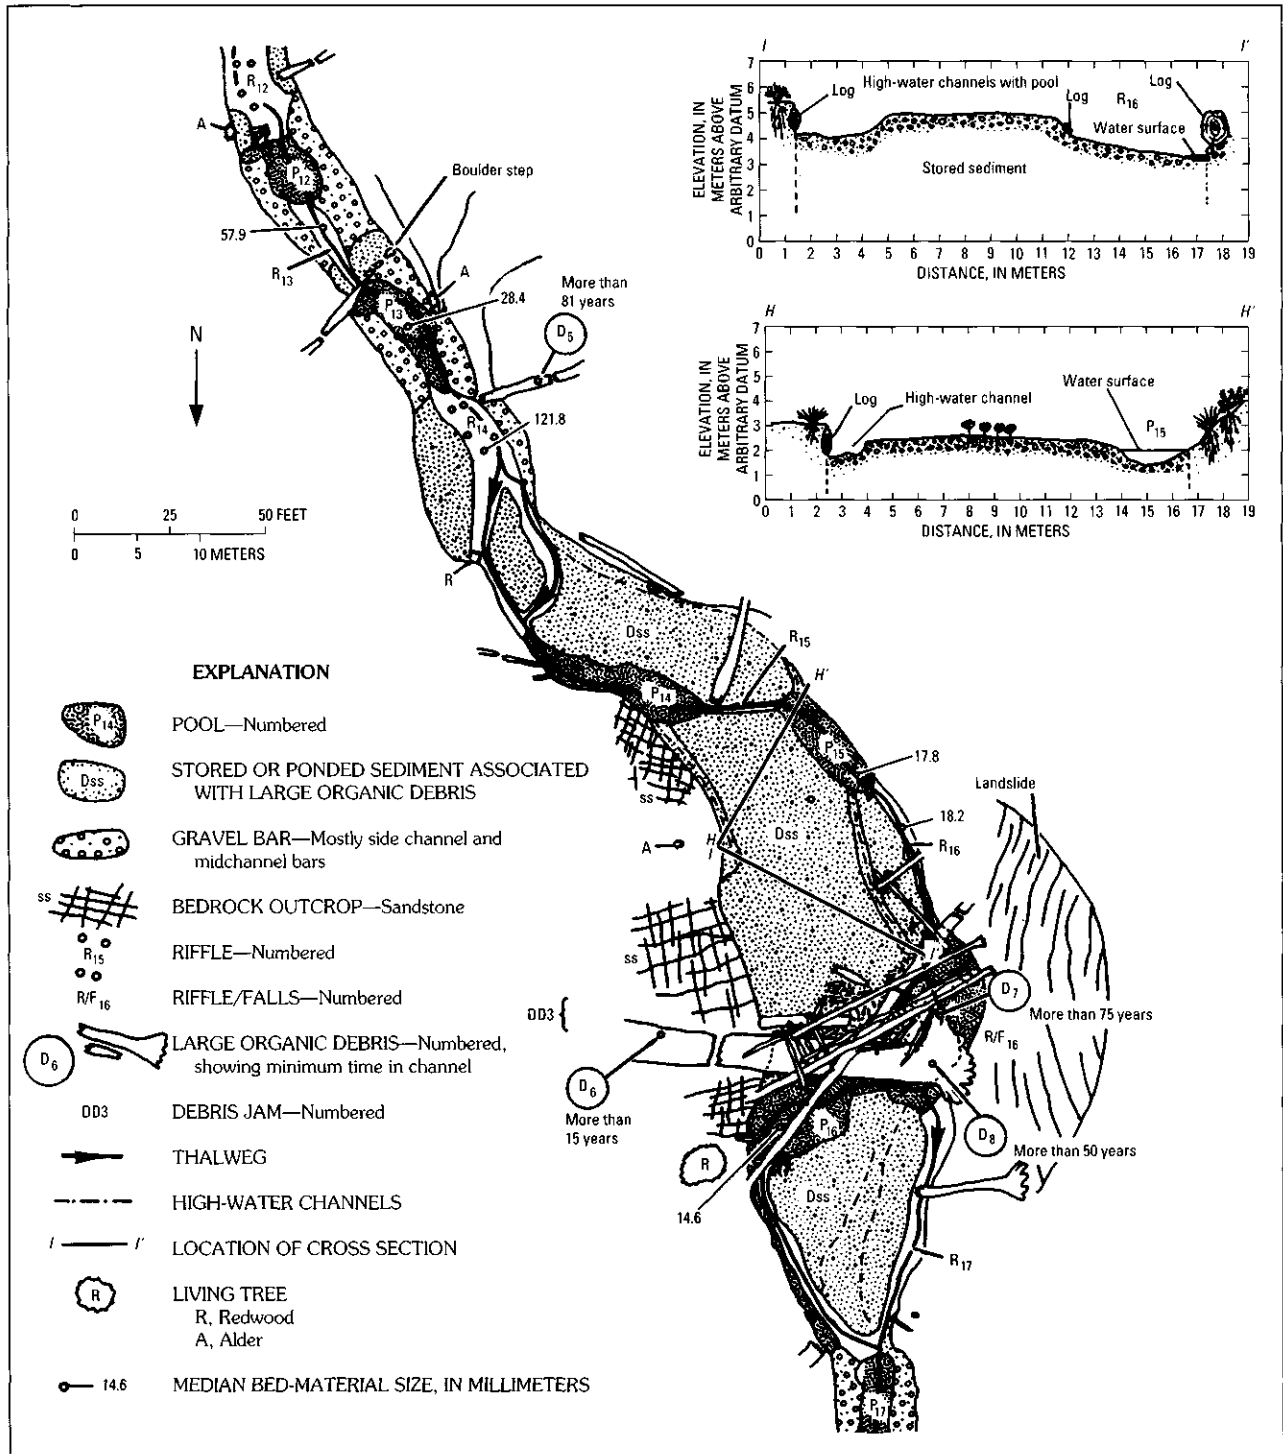 I
I'
7
6
5
4
3
2
1
0
ELEVATION, IN
METERS ABOVE
ARBITRARY DATUM
Log
High-water channels with pool
Log
R16
Log
Water surface
Stored sediment
0 1 2 3 4 5 6 7 8 9 10 11 12 13 14 15 16 17 18 19
DISTANCE, IN METERS
H
H'
7
6
5
4
3
2
1
0
ELEVATION, IN
METERS ABOVE
ARBITRARY DATUM
Log
High-water channel
Water surface
P15
0 1 2 3 4 5 6 7 8 9 10 11 12 13 14 15 16 17 18 19
DISTANCE, IN METERS
R12
A
P12
Boulder step
57.9
R13
A
P13
28.4
More than
81 years
D5
N
R14
121.8
0 25 50 FEET
0 5 10 METERS
R
Dss
R15
H'
P14
P15
17.8
ss
Landslide
18.2
A
H
I
Dss
R16
ss
I'
D7
More than 75 years
DD3
R/F16
D6
More than
15 years
P16
D8
More than 50 years
R
Dss
14.6
R17
P17
EXPLANATION
P14 POOL—Numbered
Dss STORED OR PONDED SEDIMENT ASSOCIATED
WITH LARGE ORGANIC DEBRIS
GRAVEL BAR—Mostly side channel and
midchannel bars
ss BEDROCK OUTCROP—Sandstone
R15 RIFFLE—Numbered
R/F16 RIFFLE/FALLS—Numbered
D6 LARGE ORGANIC DEBRIS—Numbered,
showing minimum time in channel
DD3 DEBRIS JAM—Numbered
THALWEG
HIGH-WATER CHANNELS
I I' LOCATION OF CROSS SECTION
R LIVING TREE
R, Redwood
A, Alder
14.6 MEDIAN BED-MATERIAL SIZE, IN MILLIMETERS